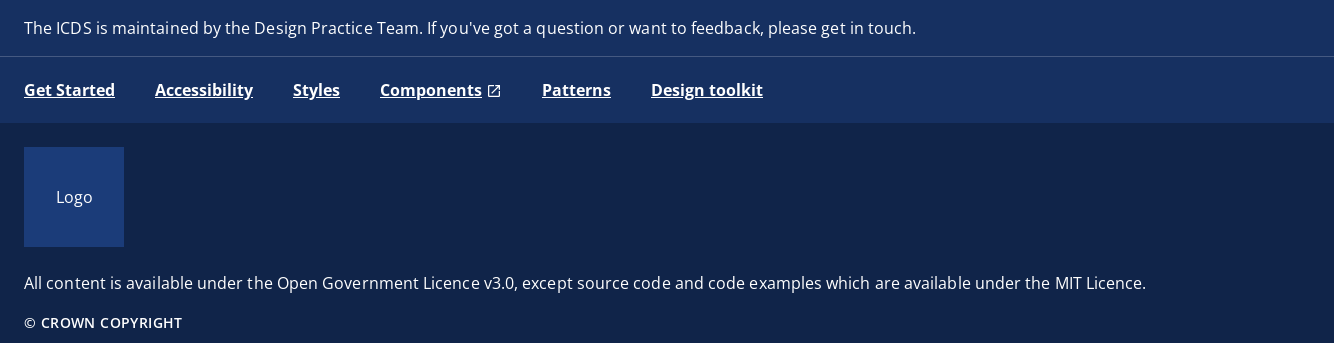 The ICDS is maintained by the Design Practice Team. If you've got a question or want to feedback, please get in touch.
Get Started Accessibility Styles Components Patterns Design toolkit
Logo
All content is available under the Open Government Licence v3.0, except source code and code examples which are available under the MIT Licence.
© CROWN COPYRIGHT